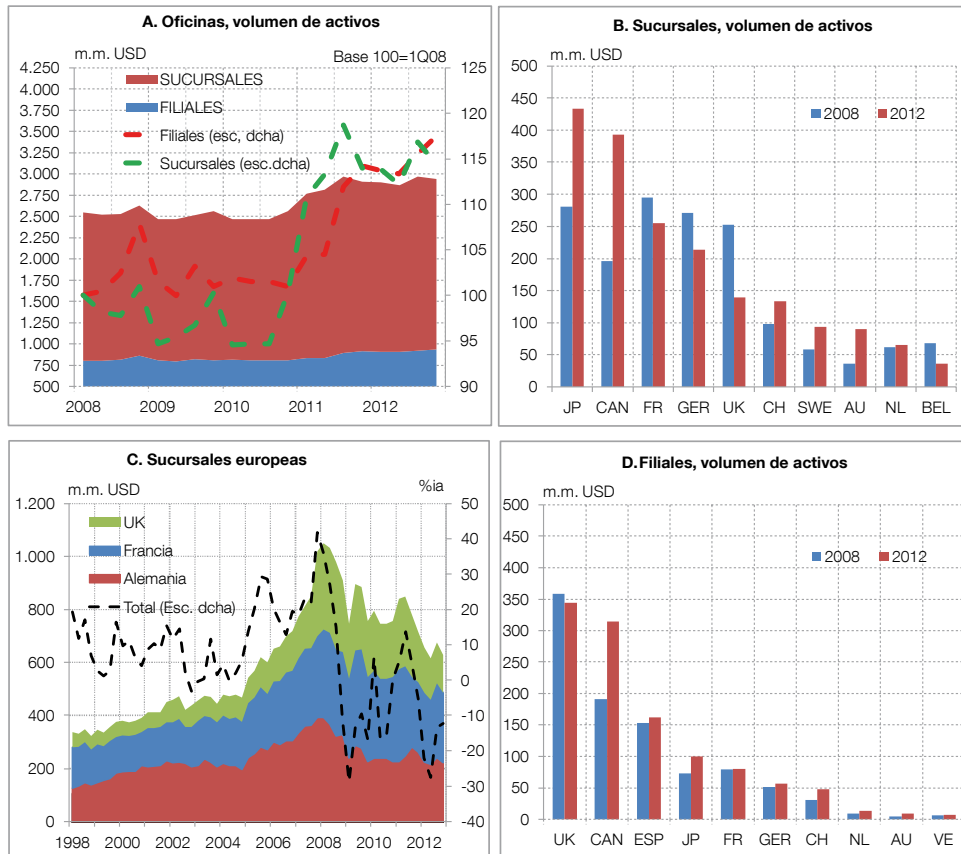 A. Oficinas, volumen de activos
m.m. USD
Base 100=1Q08
4.250
4.000
3.750
3.500
3.250
3.000
2.750
2.500
2.250
2.000
1.750
1.500
1.250
1.000
750
500
SUCURSALES
FILIALES
Filiales (esc, dcha)
Sucursales (esc.dcha)
125
120
115
110
105
100
95
90
2008 2009 2010 2011 2012
B. Sucursales, volumen de activos
m.m. USD
500
450
400
350
300
250
200
150
100
50
0
2008 2012
JP CAN FR GER UK CH SWE AU NL BEL
C. Sucursales europeas
m.m. USD
%ia
1.200
1.000
800
600
400
200
0
UK
Francia
Alemania
Total (Esc. dcha)
50
40
30
20
10
0
-10
-20
-30
-40
1998 2000 2002 2004 2006 2008 2010 2012
D. Filiales, volumen de activos
m.m. USD
500
450
400
350
300
250
200
150
100
50
0
2008 2012
UK CAN ESP JP FR GER CH NL AU VE